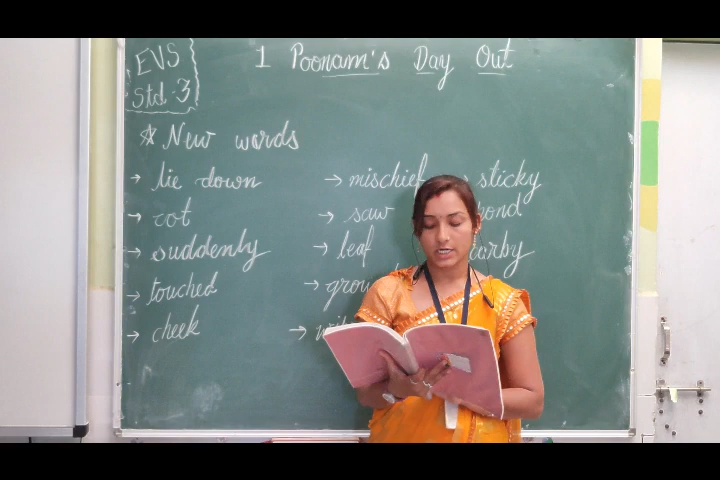 EVS
Std.-3
1 Poonam's Day Out
* New words
→ lie down
→ cot
→ suddenly
→ touched
→ cheek
→ mischief
→ saw
→ leaf
→ sticky